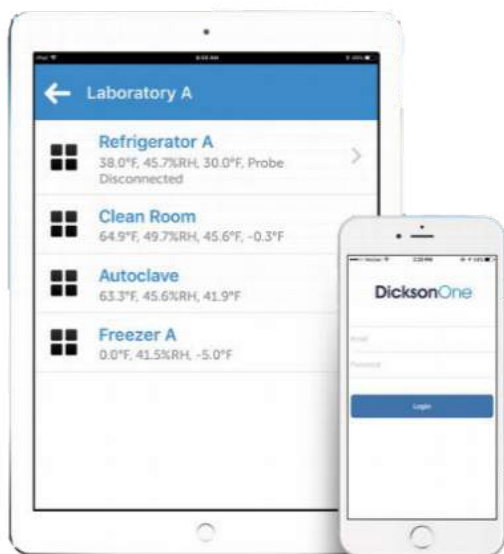 Laboratory A
Refrigerator A
38.0°F, 45.7%RH, 30.0°F, Probe
Disconnected
Clean Room
64.9°F, 49.7%RH, 45.6°F, -0.3°F
Autoclave
63.3°F, 45.6%RH, 41.9°F
Freezer A
0.0°F, 41.5%RH, -5.0°F
DicksonOne
Email
Password
Login